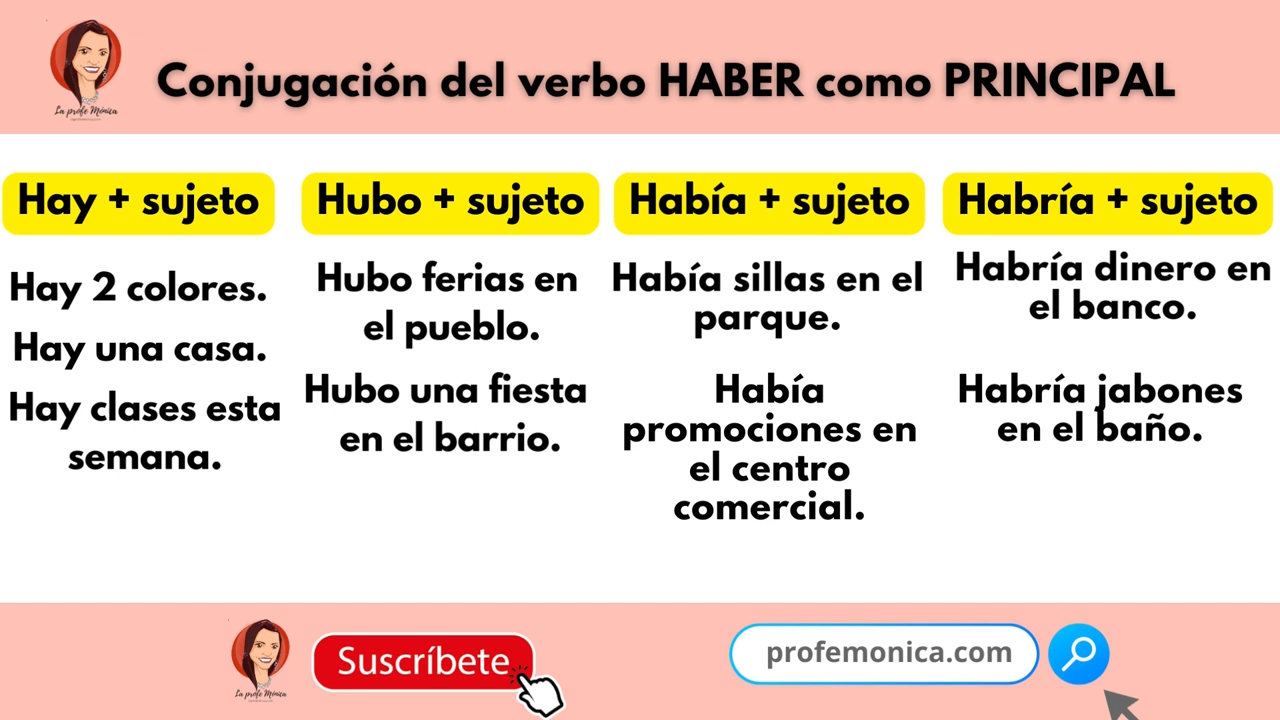 La profe Mónica
Conjugación del verbo HABER como PRINCIPAL
Hay + sujeto
Hay 2 colores.
Hay una casa.
Hay clases esta
semana.
Hubo + sujeto
Hubo ferias en
el pueblo.
Hubo una fiesta
en el barrio.
Había + sujeto
Había sillas en el
parque.
Había
promociones en
el centro
comercial.
Habría + sujeto
Habría dinero en
el banco.
Habría jabones
en el baño.
La profe Mónica
Suscríbete
profemonica.com